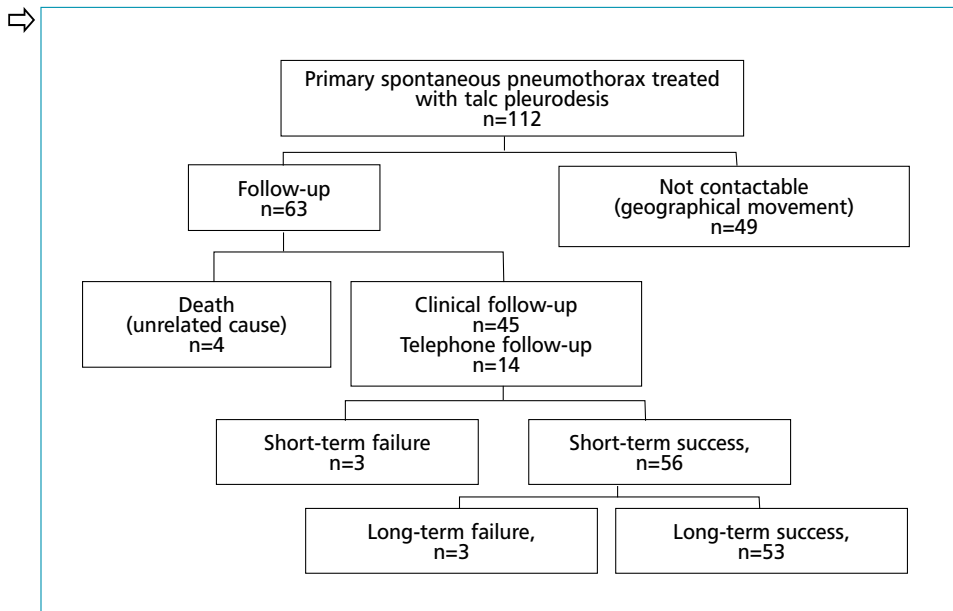 Primary spontaneous pneumothorax treated
with talc pleurodesis
n=112
Follow-up
n=63
Not contactable
(geographical movement)
n=49
Death
(unrelated cause)
n=4
Clinical follow-up
n=45
Telephone follow-up
n=14
Short-term failure
n=3
Short-term success,
n=56
Long-term failure,
n=3
Long-term success,
n=53